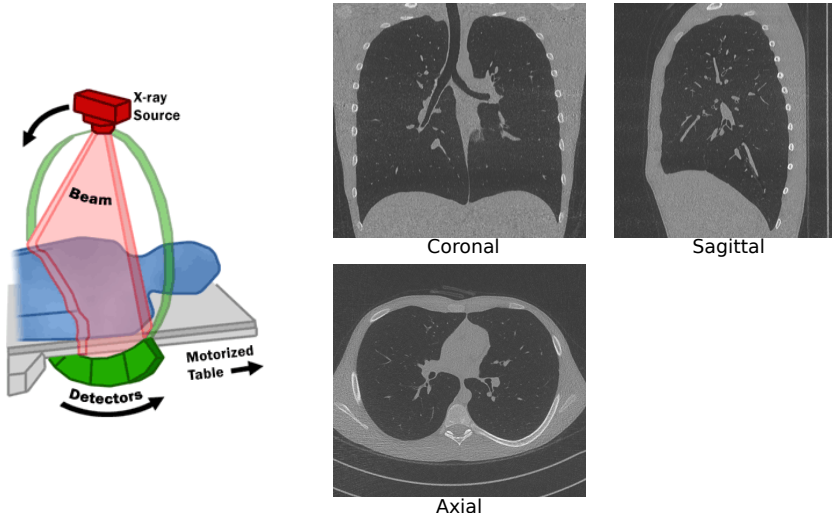 X-ray
Source
Beam
Motorized
Table
Detectors
Coronal
Sagittal
Axial